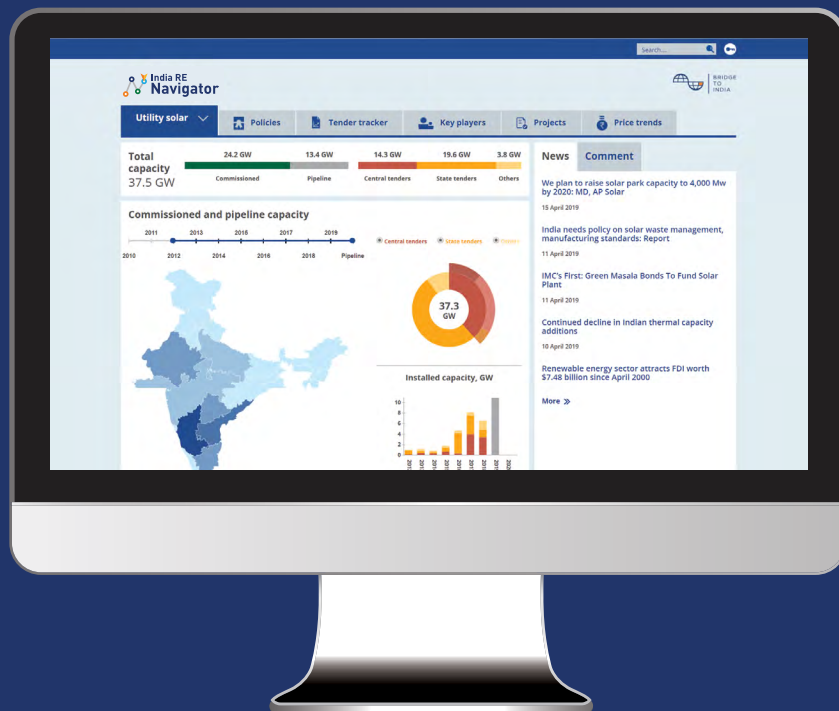 Search...
India RE
Navigator
BRIDGE
TO
INDIA
Utility solar
Policies
Tender tracker
Key players
Projects
Price trends
Total
capacity
37.5 GW
24.2 GW 13.4 GW 14.3 GW 19.6 GW 3.8 GW
Commissioned Pipeline Central tenders State tenders Others
News Comment
We plan to raise solar park capacity to 4,000 Mw
by 2020: MD, AP Solar
15 April 2019
India needs policy on solar waste management,
manufacturing standards: Report
11 April 2019
IMC's First: Green Masala Bonds To Fund Solar
Plant
11 April 2019
Continued decline in Indian thermal capacity
additions
10 April 2019
Renewable energy sector attracts FDI worth
$7.48 billion since April 2000
More »
Commissioned and pipeline capacity
2011 2013 2015 2017 2019
2010 2012 2014 2016 2018 Pipeline
Central tenders State tenders
37.3
GW
Installed capacity, GW
10
8
6
4
2
0